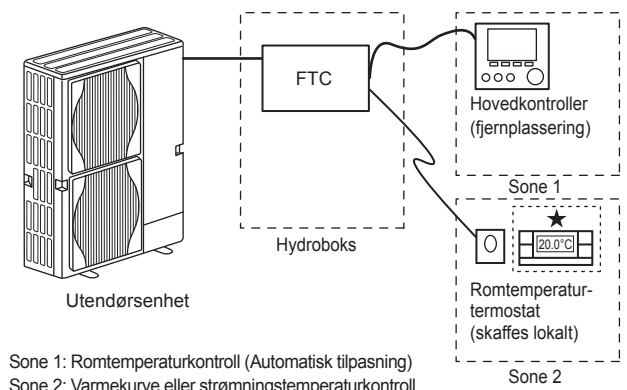 FTC
Hovedkontroller
(fjernplassering)
Sone 1
Hydroboks
Utendørsenhet
20.0°C
Romtemperatur-
termostat
(skaffes lokalt)
Sone 2
Sone 1: Romtemperaturkontroll (Automatisk tilpasning)
Sone 2: Varmekurve eller strømningstemperaturkontroll